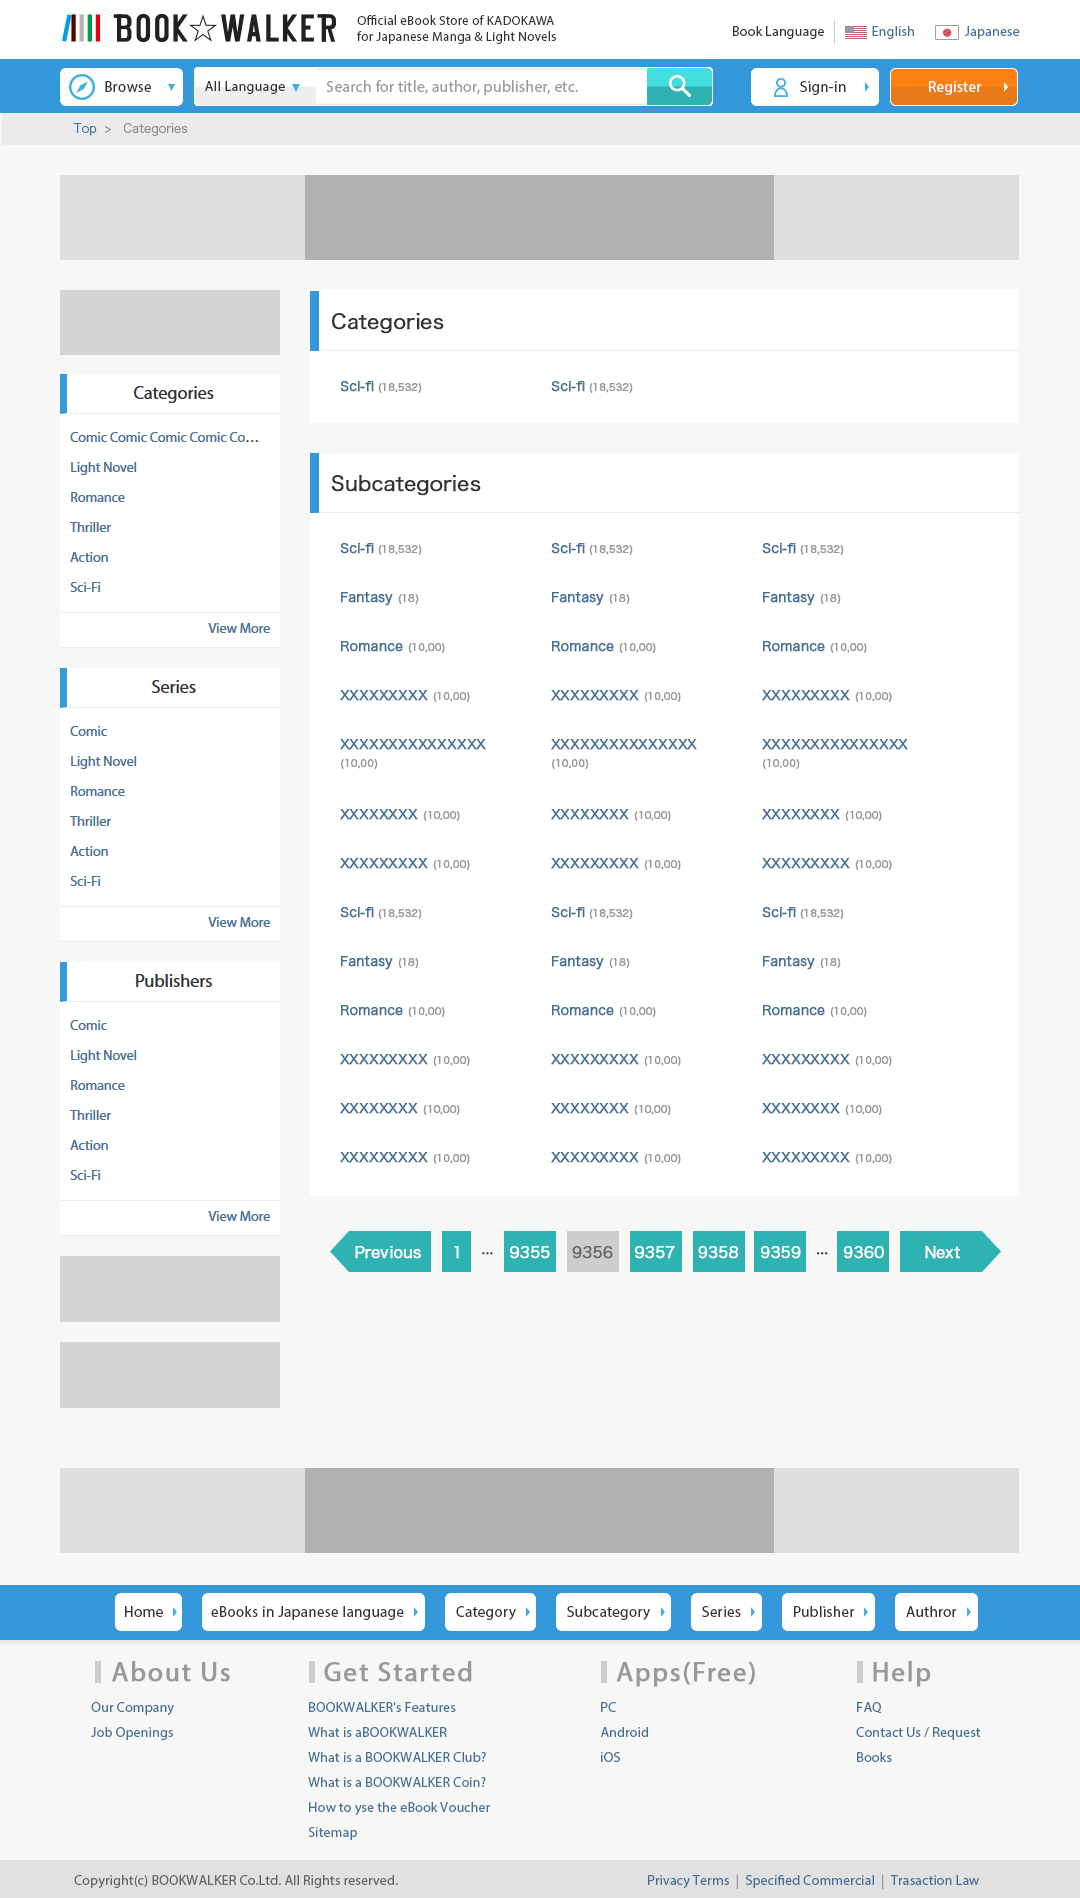 BOOK☆WALKER
Official eBook Store of KADOKAWA
for Japanese Manga & Light Novels
Book Language
English
Japanese
Browse ▼
All Language ▼
Search for title, author, publisher, etc.
Sign-in
Register
Top > Categories
Categories
Comic Comic Comic Comic Co...
Light Novel
Romance
Thriller
Action
Sci-Fi
View More
Series
Comic
Light Novel
Romance
Thriller
Action
Sci-Fi
View More
Publishers
Comic
Light Novel
Romance
Thriller
Action
Sci-Fi
View More
Categories
Sci-fi (18,532) Sci-fi (18,532)
Subcategories
Sci-fi (18,532) Sci-fi (18,532) Sci-fi (18,532)
Fantasy (18) Fantasy (18) Fantasy (18)
Romance (10,00) Romance (10,00) Romance (10,00)
XXXXXXXXX (10,00) XXXXXXXXX (10,00) XXXXXXXXX (10,00)
XXXXXXXXXXXXXXX XXXXXXXXXXXXXXX XXXXXXXXXXXXXXX
(10,00) (10,00) (10,00)
XXXXXXXX (10,00) XXXXXXXX (10,00) XXXXXXXX (10,00)
XXXXXXXXX (10,00) XXXXXXXXX (10,00) XXXXXXXXX (10,00)
Sci-fi (18,532) Sci-fi (18,532) Sci-fi (18,532)
Fantasy (18) Fantasy (18) Fantasy (18)
Romance (10,00) Romance (10,00) Romance (10,00)
XXXXXXXXX (10,00) XXXXXXXXX (10,00) XXXXXXXXX (10,00)
XXXXXXXX (10,00) XXXXXXXX (10,00) XXXXXXXX (10,00)
XXXXXXXXX (10,00) XXXXXXXXX (10,00) XXXXXXXXX (10,00)
Previous 1 ... 9355 9356 9357 9358 9359 ... 9360 Next
Home
eBooks in Japanese language
Category
Subcategory
Series
Publisher
Authror
About Us
Our Company
Job Openings
Get Started
BOOKWALKER's Features
What is aBOOKWALKER
What is a BOOKWALKER Club?
What is a BOOKWALKER Coin?
How to yse the eBook Voucher
Sitemap
Apps(Free)
PC
Android
iOS
Help
FAQ
Contact Us / Request
Books
Copyright(c) BOOKWALKER Co.Ltd. All Rights reserved.
Privacy Terms | Specified Commercial | Trasaction Law